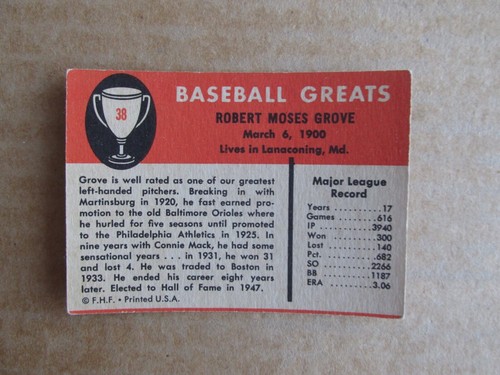 38
BASEBALL GREATS
ROBERT MOSES GROVE
March 6, 1900
Lives in Lanaconing, Md.
Grove is well rated as one of our greatest
left-handed pitchers. Breaking in with
Martinsburg in 1920, he fast earned pro-
motion to the old Baltimore Orioles where
he hurled for five seasons until promoted
to the Philadelphia Athletics in 1925. In
nine years with Connie Mack, he had some
sensational years . . . in 1931, he won 31
and lost 4. He was traded to Boston in
1933. He ended his career eight years
later. Elected to Hall of Fame in 1947.
© F.H.F. • Printed U.S.A.
Major League
Record
Years ..........17
Games ........616
IP ............3940
Won ..........300
Lost ..........140
Pct. ..........682
SO ...........2266
BB ...........1187
ERA ..........3.06